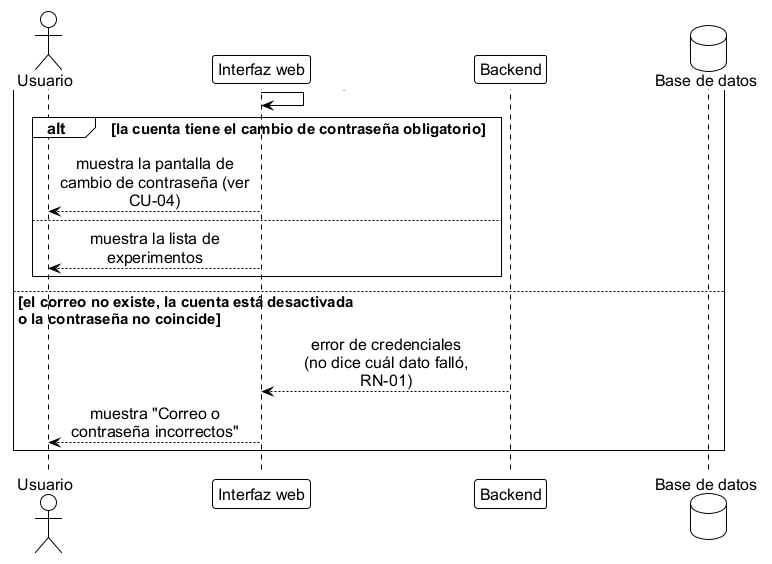 Usuario
Interfaz web
Backend
Base de datos
alt
[la cuenta tiene el cambio de contraseña obligatorio]
muestra la pantalla de
cambio de contraseña (ver
CU-04)
muestra la lista de
experimentos
[el correo no existe, la cuenta está desactivada
o la contraseña no coincide]
error de credenciales
(no dice cuál dato falló,
RN-01)
muestra "Correo o
contraseña incorrectos"
Usuario
Interfaz web
Backend
Base de datos